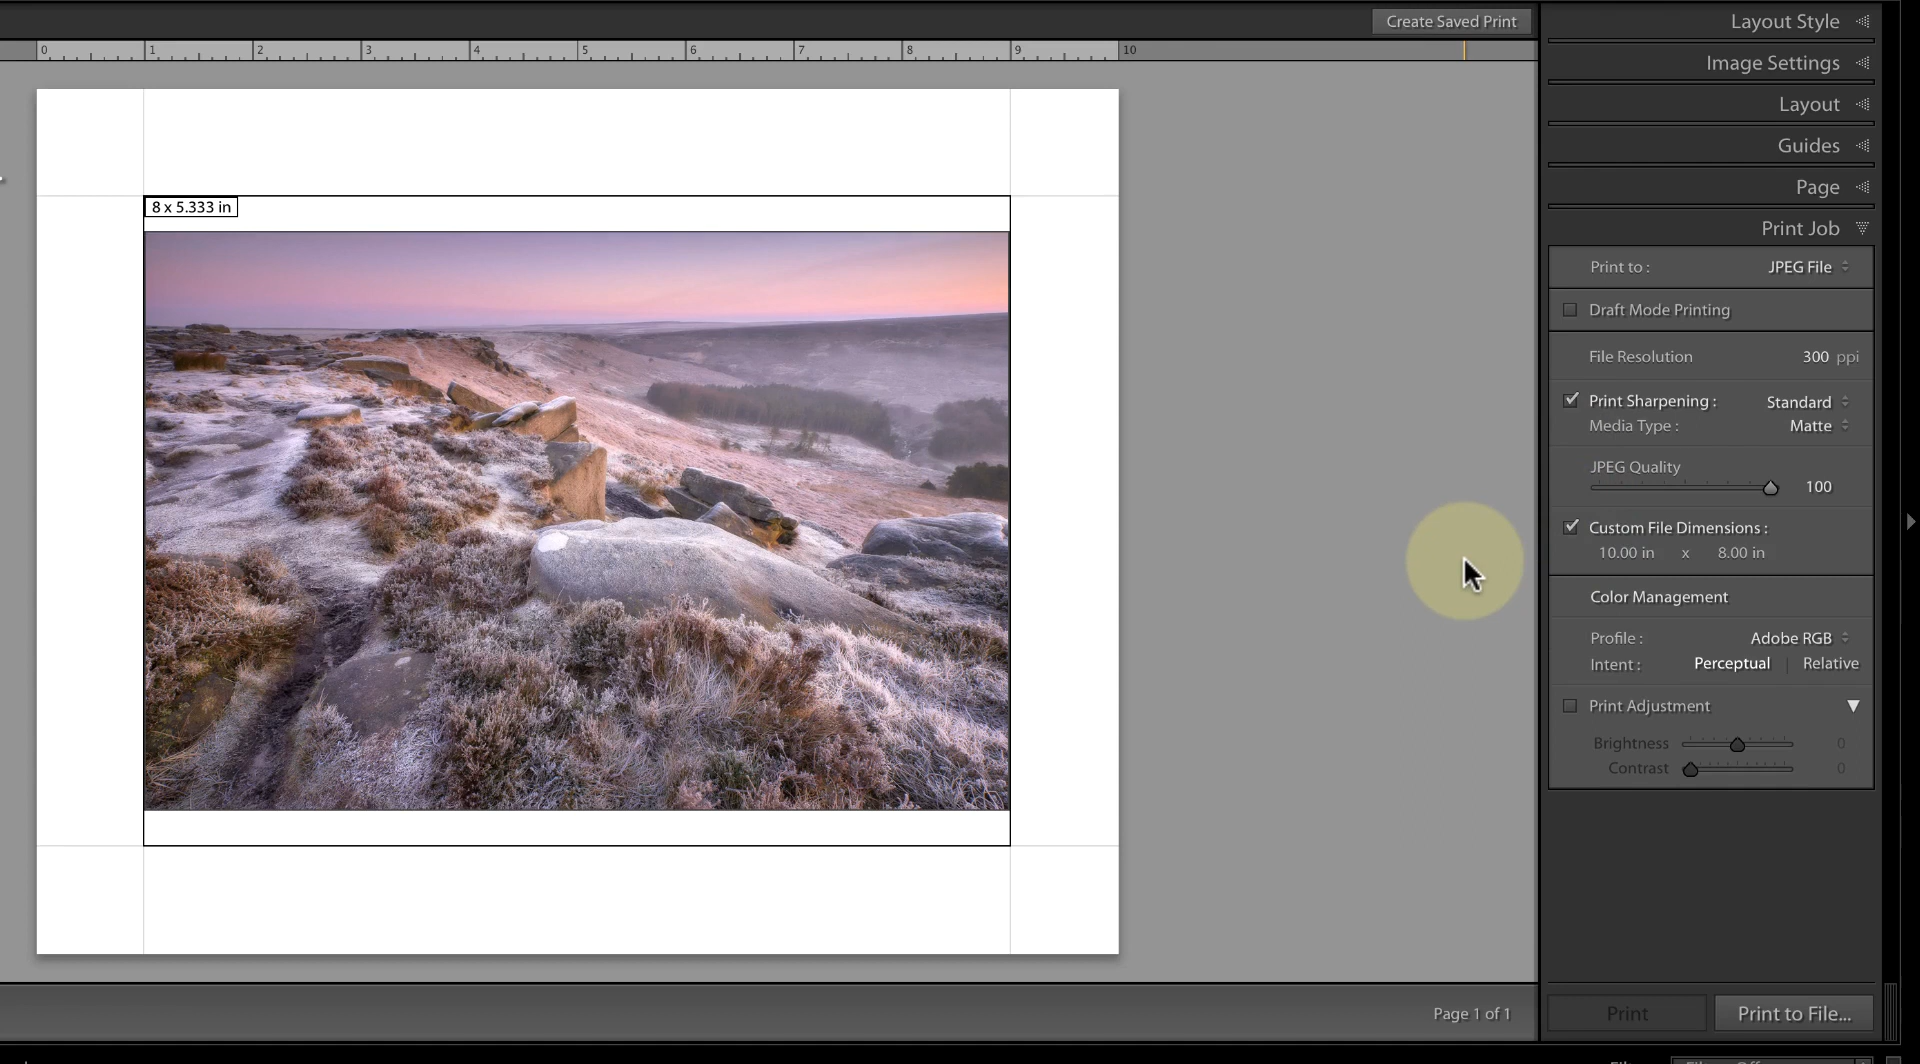 Create Saved Print
0 1 2 3 4 5 6 7 8 9 10
8 x 5.333 in
Page 1 of 1
Layout Style
Image Settings
Layout
Guides
Page
Print Job
Print to : JPEG File
Draft Mode Printing
File Resolution 300 ppi
Print Sharpening : Standard
Media Type : Matte
JPEG Quality
100
Custom File Dimensions :
10.00 in x 8.00 in
Color Management
Profile : Adobe RGB
Intent : Perceptual | Relative
Print Adjustment
Brightness 0
Contrast 0
Print Print to File...